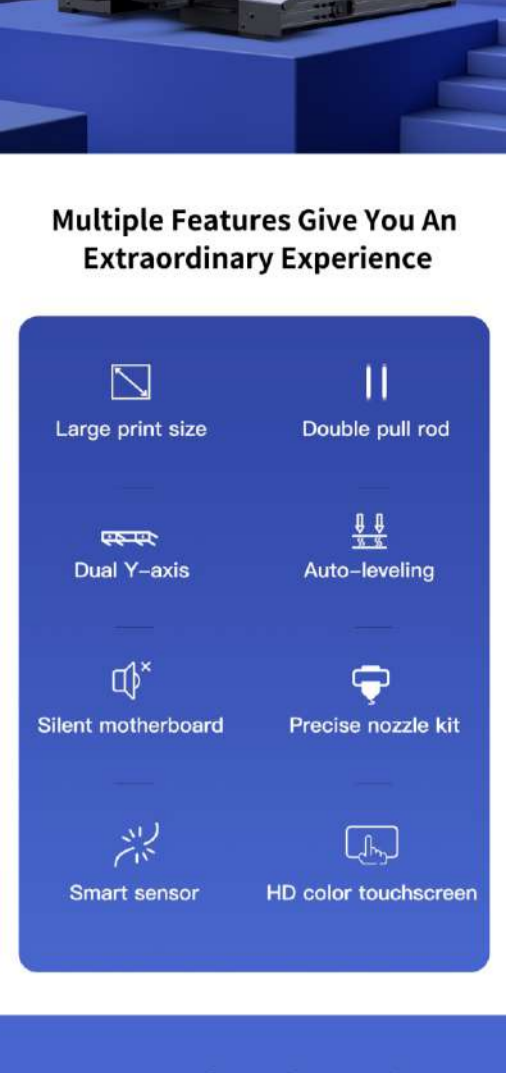 Multiple Features Give You An
Extraordinary Experience
Large print size
Double pull rod
Dual Y-axis
Auto-leveling
Silent motherboard
Precise nozzle kit
Smart sensor
HD color touchscreen